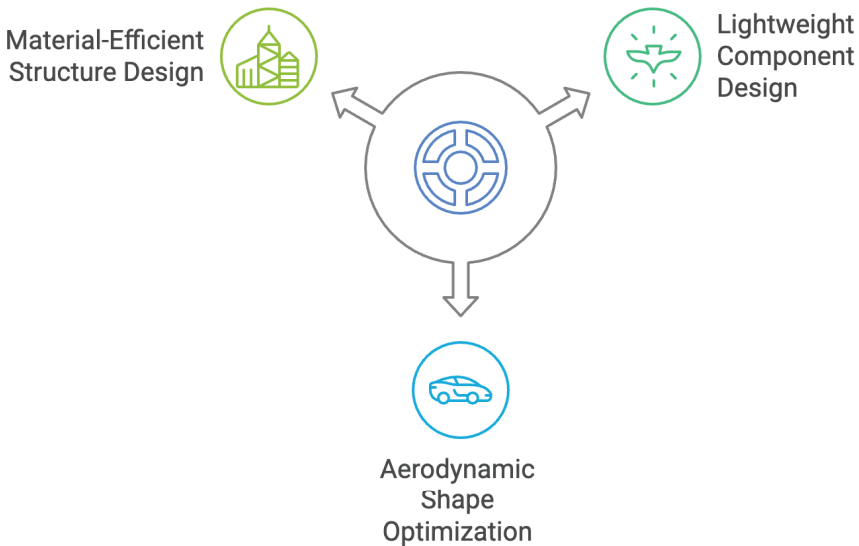 Material-Efficient
Structure Design
Lightweight
Component
Design
Aerodynamic
Shape
Optimization